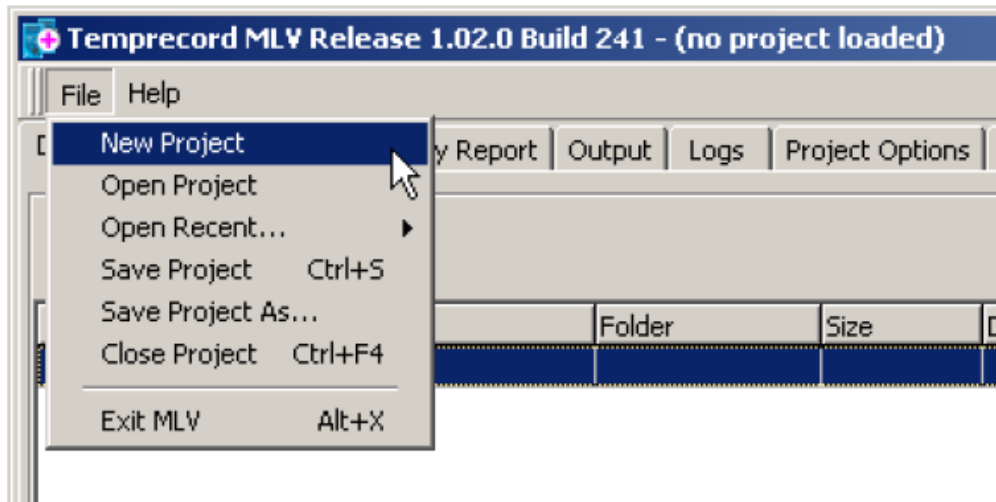 Temprecord MLV Release 1.02.0 Build 241 - (no project loaded)
File Help
New Project
y Report Output Logs Project Options
Open Project
Open Recent...
Save Project Ctrl+S
Save Project As...
Folder Size
Close Project Ctrl+F4
Exit MLV Alt+X